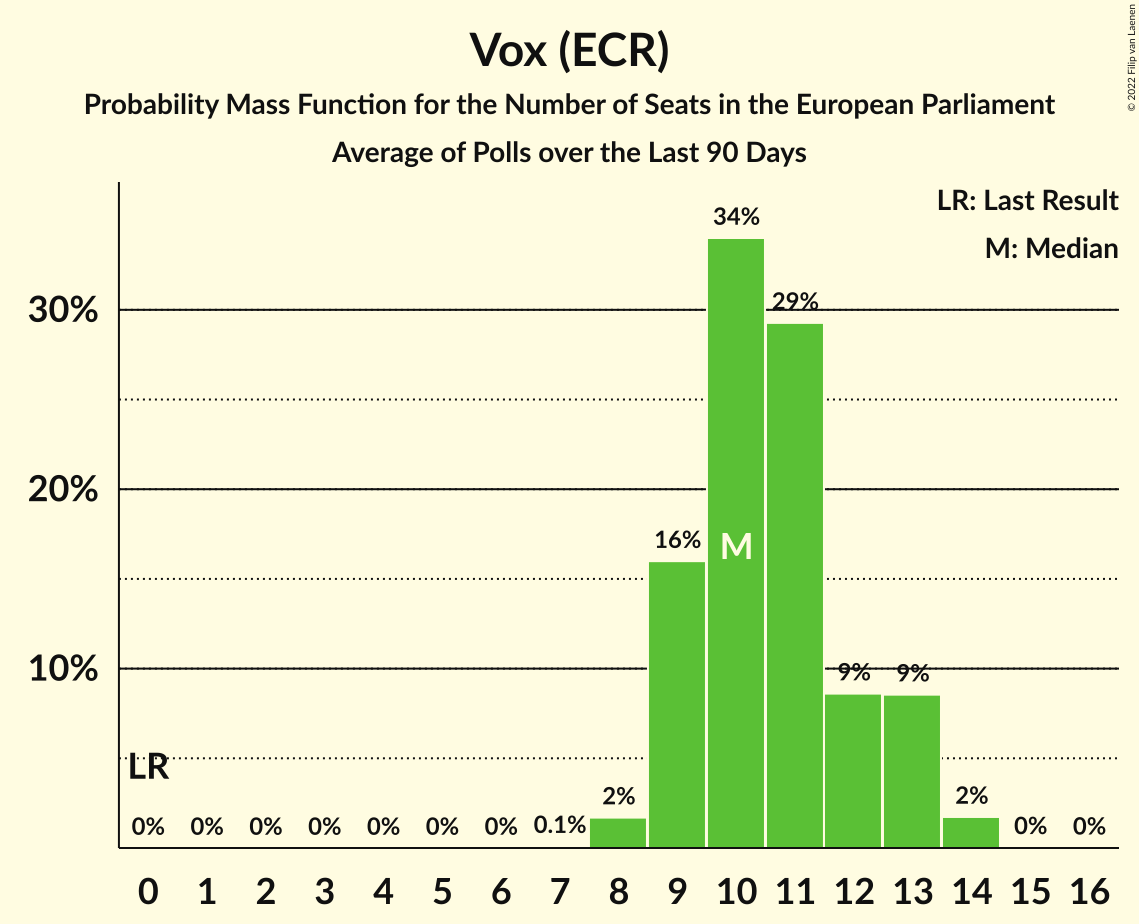 Vox (ECR)
Probability Mass Function for the Number of Seats in the European Parliament
Average of Polls over the Last 90 Days
© 2022 Filip van Laenen
LR: Last Result
M: Median
34%
30%
29%
20%
16%
M
10%
9%
9%
LR
2%
2%
0%
0%
0%
0%
0%
0%
0%
0.1%
0%
0%
0 1 2 3 4 5 6 7 8 9 10 11 12 13 14 15 16